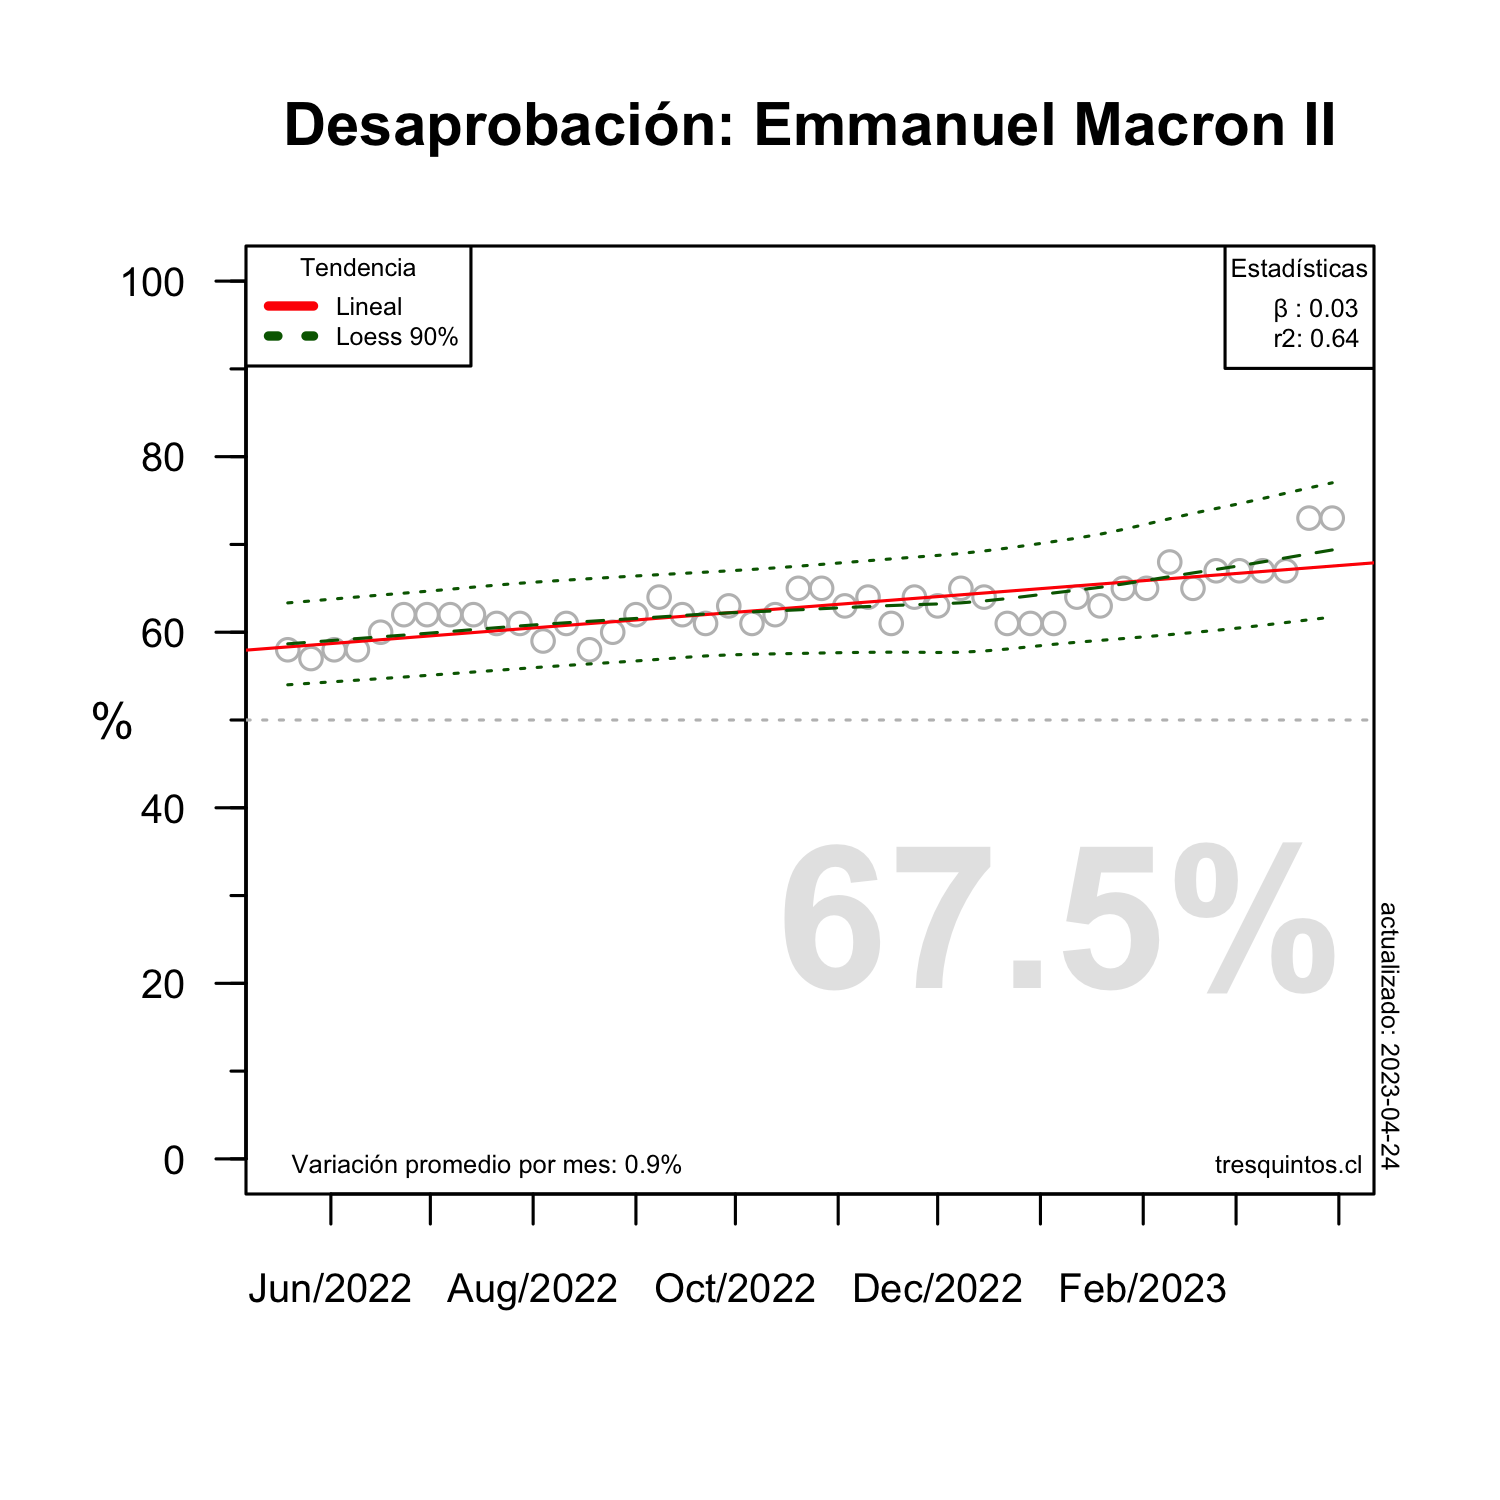 Desaprobación: Emmanuel Macron II
Tendencia
Lineal
Loess 90%
Estadísticas
β : 0.03
r2: 0.64
100
80
60
%
40
20
0
67.5%
actualizado: 2023-04-24
Variación promedio por mes: 0.9%
tresquintos.cl
Jun/2022
Aug/2022
Oct/2022
Dec/2022
Feb/2023